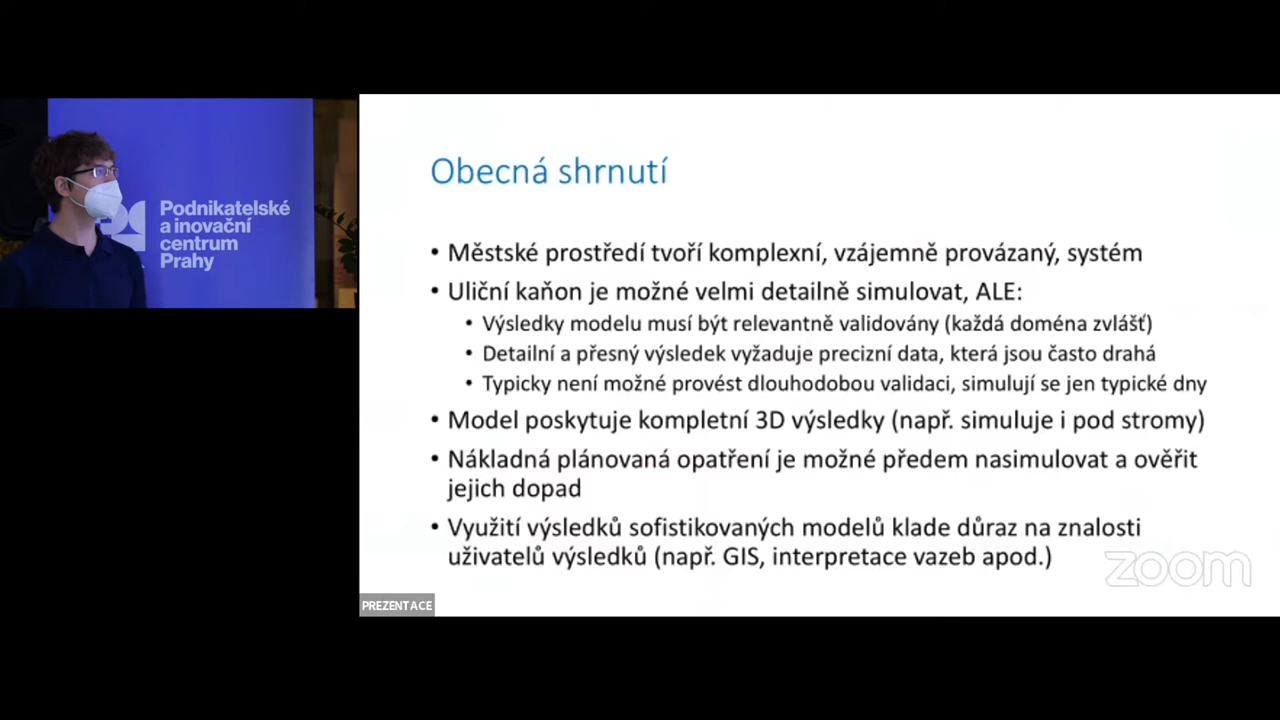 Podnikatelské
a inovační
centrum
Prahy
Obecná shrnutí
• Městské prostředí tvoří komplexní, vzájemně provázaný, systém
• Uliční kaňon je možné velmi detailně simulovat, ALE:
• Výsledky modelu musí být relevantně validovány (každá doména zvlášť)
• Detailní a přesný výsledek vyžaduje precizní data, která jsou často drahá
• Typicky není možné provést dlouhodobou validaci, simulují se jen typické dny
• Model poskytuje kompletní 3D výsledky (např. simuluje i pod stromy)
• Nákladná plánovaná opatření je možné předem nasimulovat a ověřit
jejich dopad
• Využití výsledků sofistikovaných modelů klade důraz na znalosti
uživatelů výsledků (např. GIS, interpretace vazeb apod.)
zoom
PREZENTACE